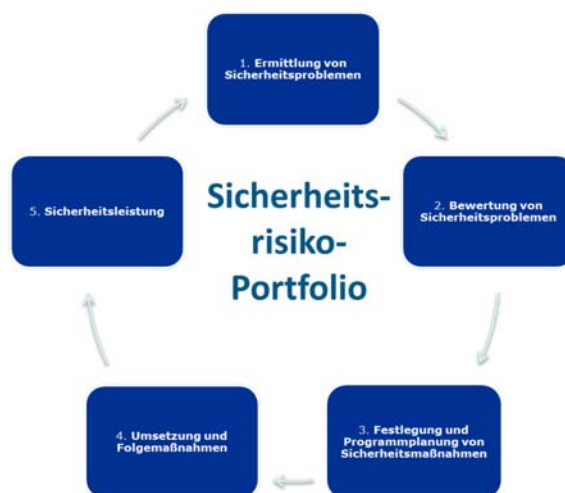 1. Ermittlung von
Sicherheitsproblemen
2. Bewertung von
Sicherheitsproblemen
3. Festlegung und
Programmplanung von
Sicherheitsmaßnahmen
4. Umsetzung und
Folgemaßnahmen
5. Sicherheitsleistung
Sicherheits-
risiko-
Portfolio